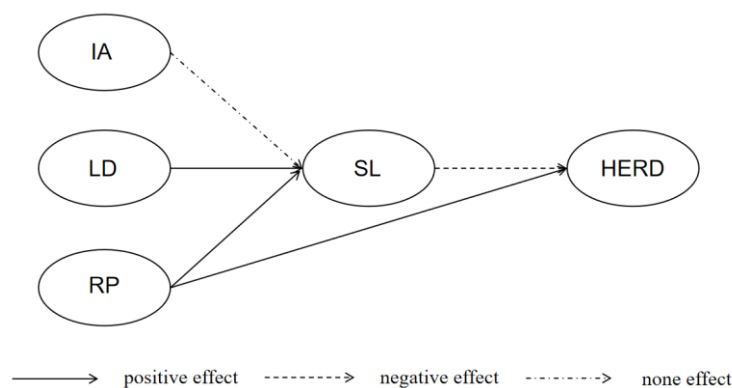 IA
LD
SL
HERD
RP
positive effect
negative effect
none effect